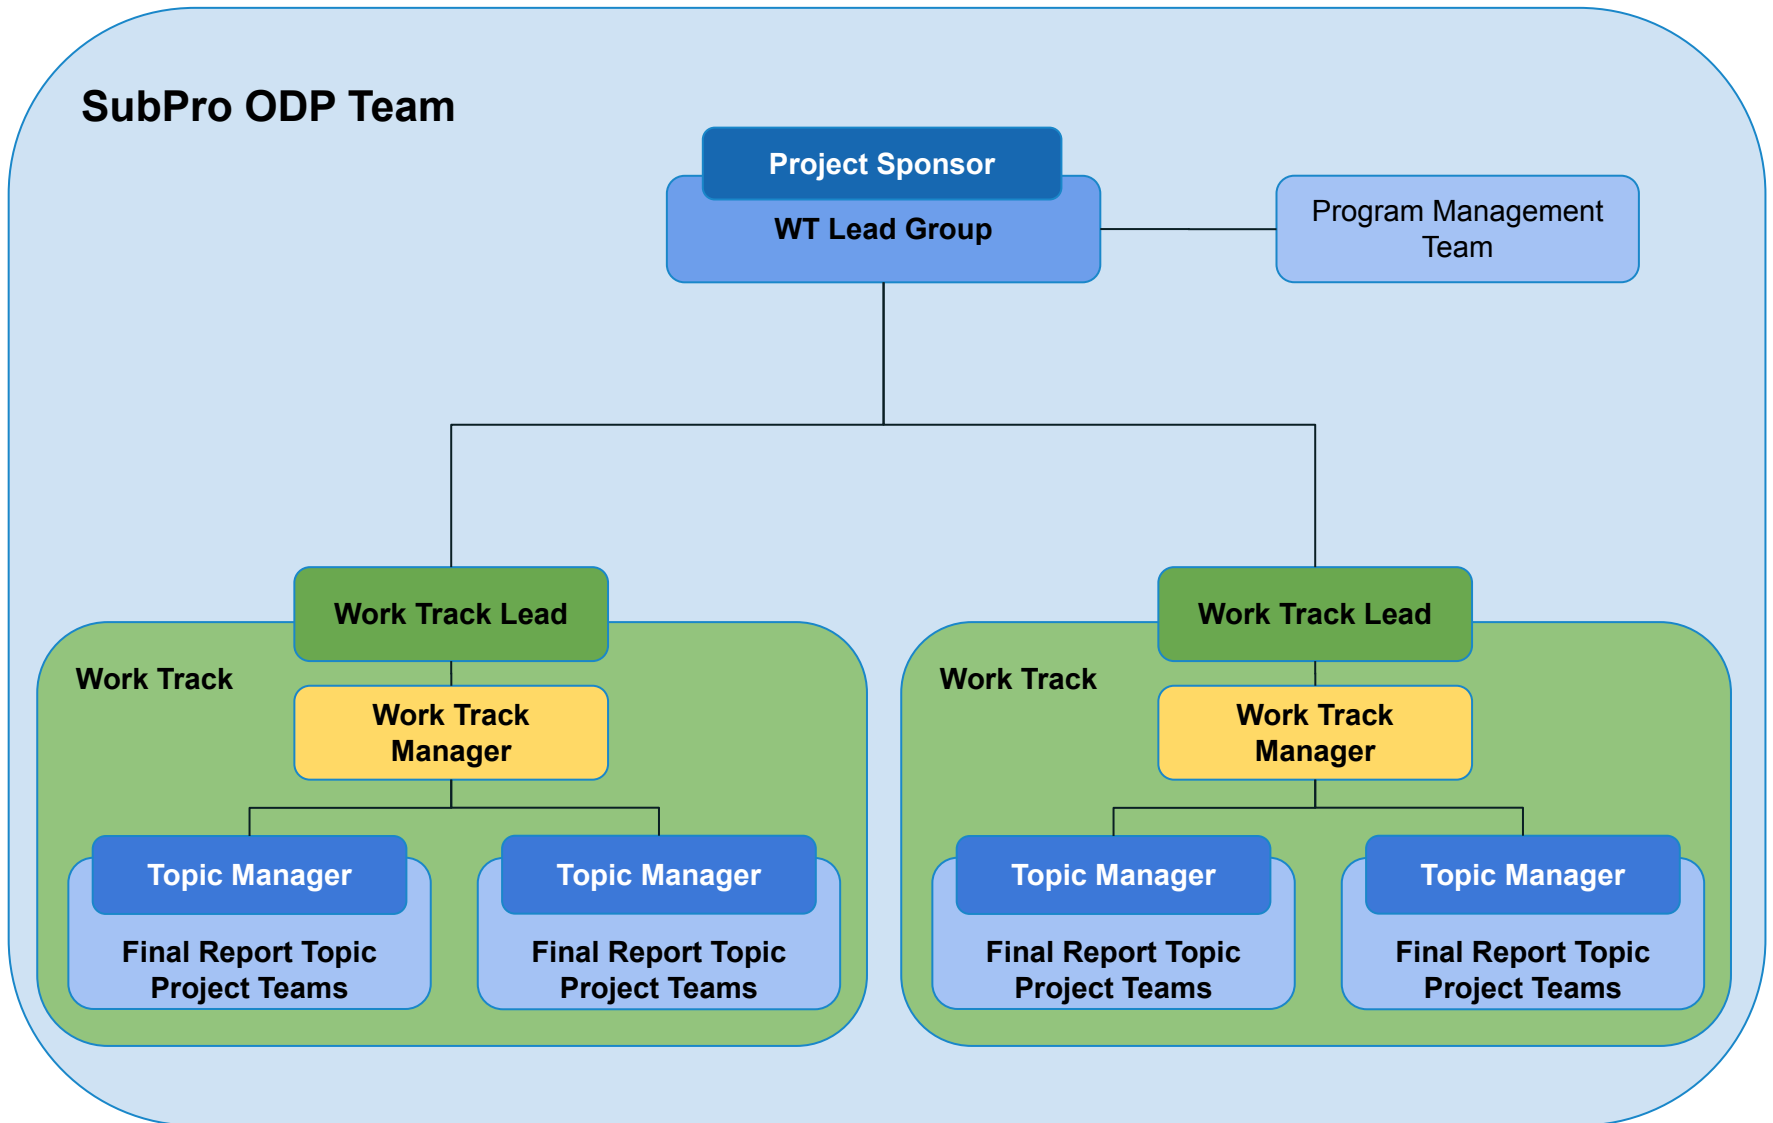 SubPro ODP Team
Project Sponsor
WT Lead Group
Program Management
Team
Work Track Lead
Work Track
Work Track
Manager
Topic Manager
Final Report Topic
Project Teams
Topic Manager
Final Report Topic
Project Teams
Work Track Lead
Work Track
Work Track
Manager
Topic Manager
Final Report Topic
Project Teams
Topic Manager
Final Report Topic
Project Teams